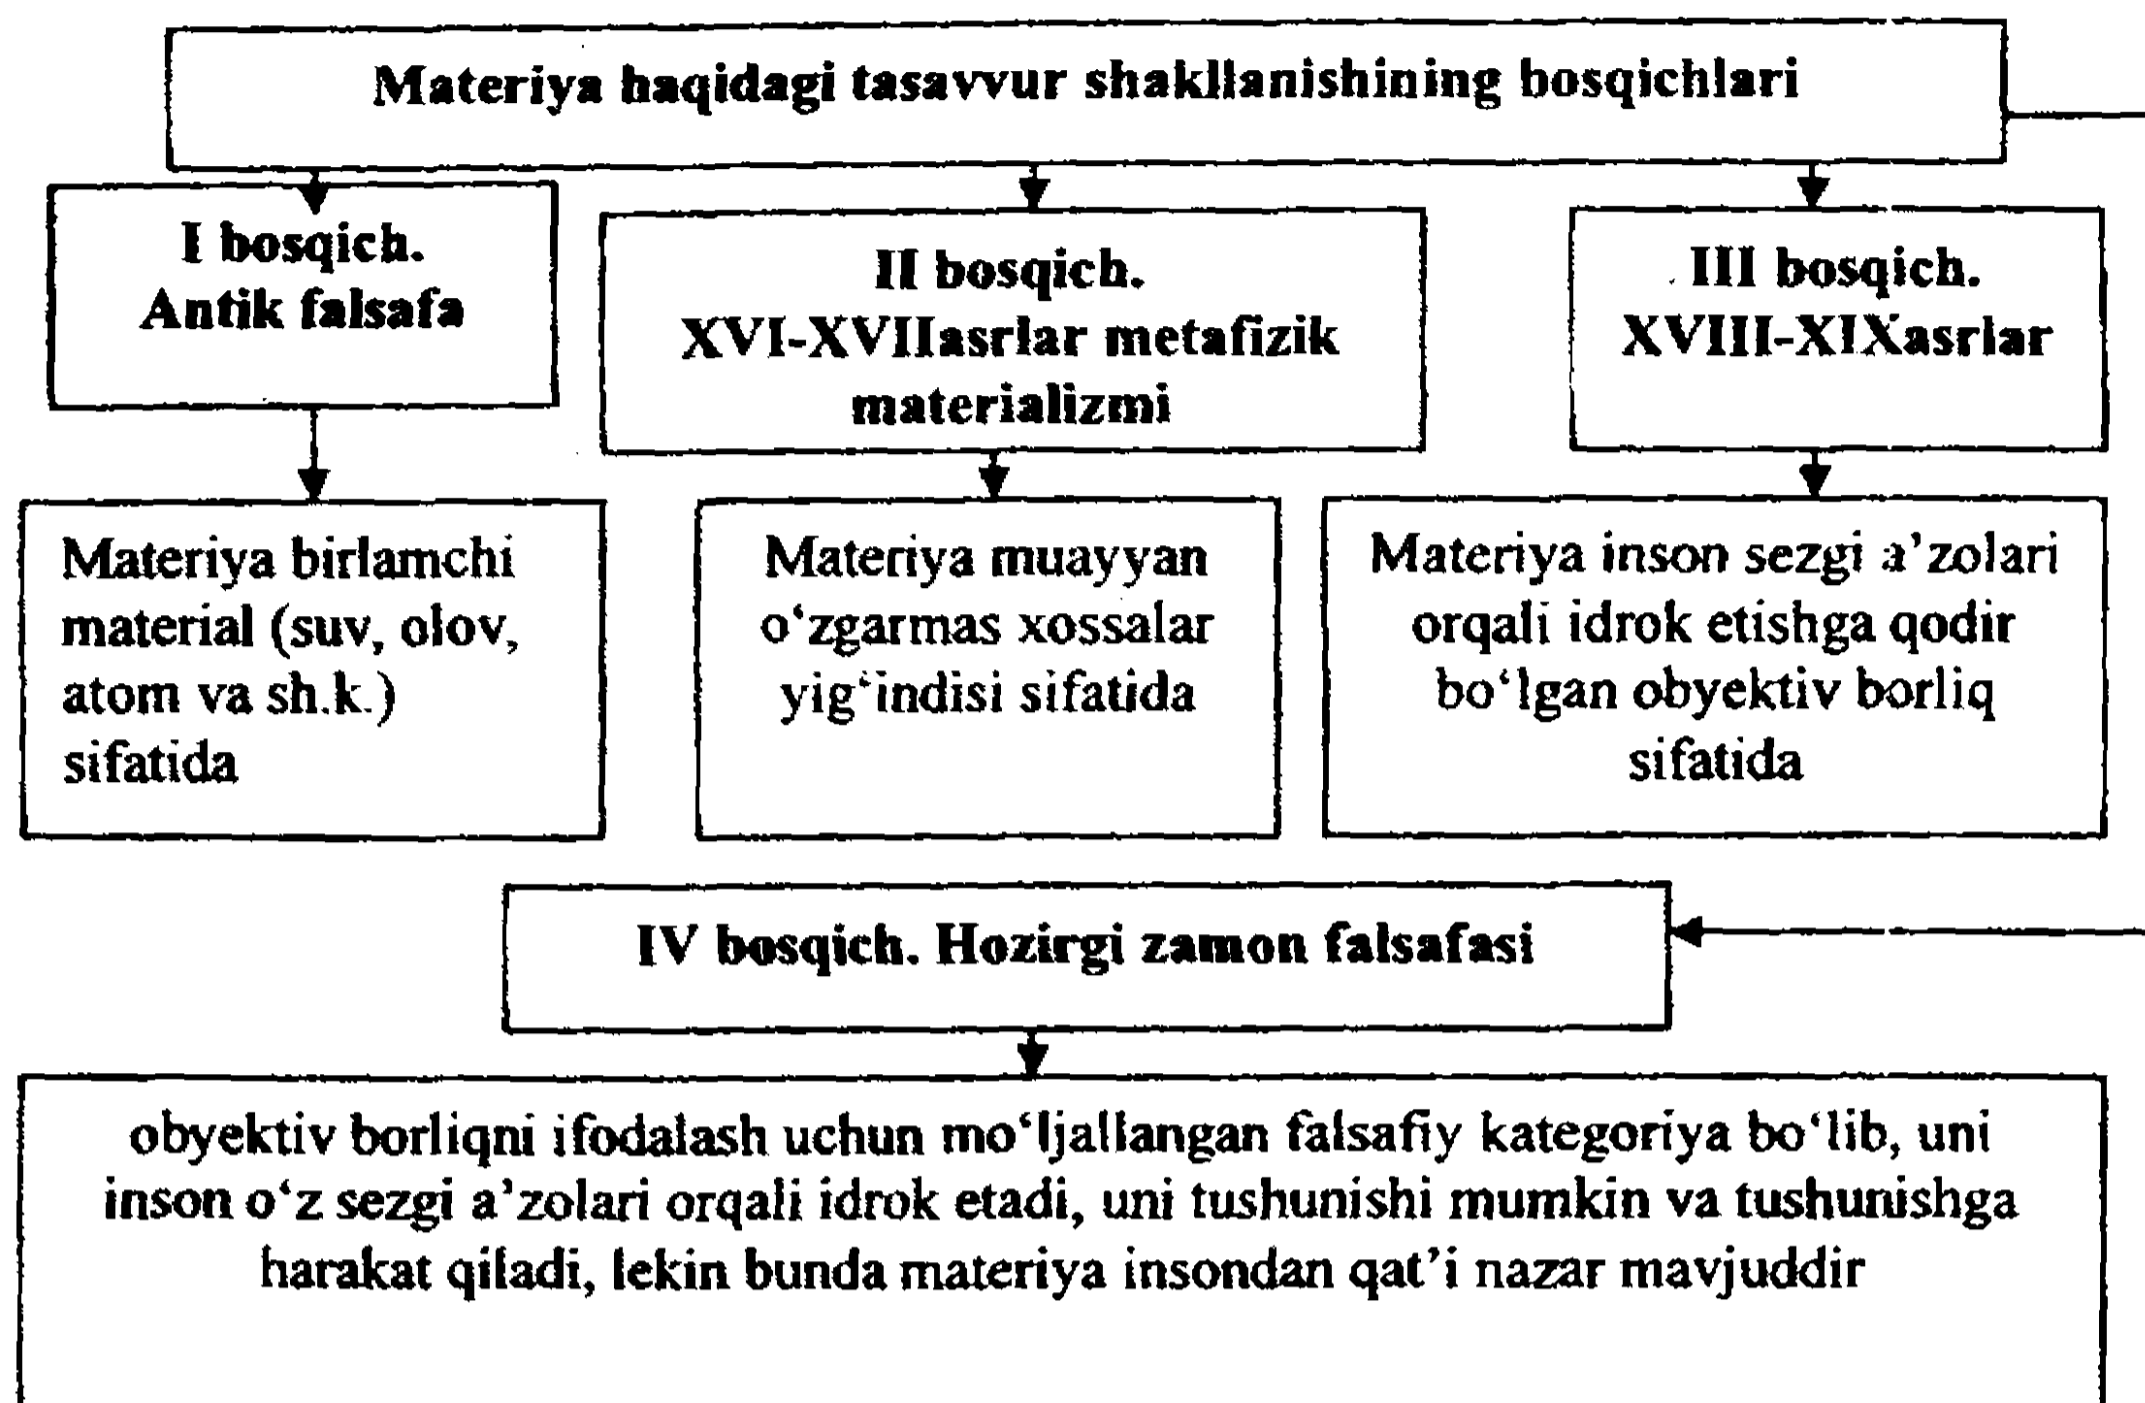 Materiya haqidagi tasavvur shakllanishining bosqichlari
I bosqich.
Antik falsafa
II bosqich.
XVI-XVIIasrlar metafizik
materializmi
III bosqich.
XVIII-XIXasrlar
Materiya birlamchi
material (suv, olov,
atom va sh.k.)
sifatida
Materiya muayyan
o‘zgarmas xossalar
yig‘indisi sifatida
Materiya inson sezgi a’zolari
orqali idrok etishga qodir
bo‘lgan obyektiv borliq
sifatida
IV bosqich. Hozirgi zamon falsafasi
obyektiv borliqni ifodalash uchun mo‘ljallangan falsafiy kategoriya bo‘lib, uni
inson o‘z sezgi a’zolari orqali idrok etadi, uni tushunishi mumkin va tushunishga
harakat qiladi, lekin bunda materiya insondan qat’i nazar mavjuddir